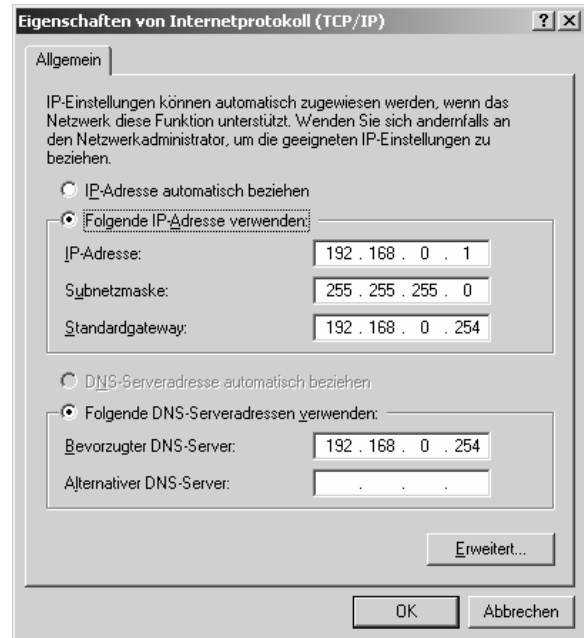 Eigenschaften von Internetprotokoll (TCP/IP)
Allgemein
IP-Einstellungen können automatisch zugewiesen werden, wenn das
Netzwerk diese Funktion unterstützt. Wenden Sie sich andernfalls an
den Netzwerkadministrator, um die geeigneten IP-Einstellungen zu
beziehen.
IP-Adresse automatisch beziehen
Folgende IP-Adresse verwenden:
IP-Adresse: 192 . 168 . 0 . 1
Subnetzmaske: 255 . 255 . 255 . 0
Standardgateway: 192 . 168 . 0 . 254
DNS-Serveradresse automatisch beziehen
Folgende DNS-Serveradressen verwenden:
Bevorzugter DNS-Server: 192 . 168 . 0 . 254
Alternativer DNS-Server: . . .
Erweitert...
OK Abbrechen